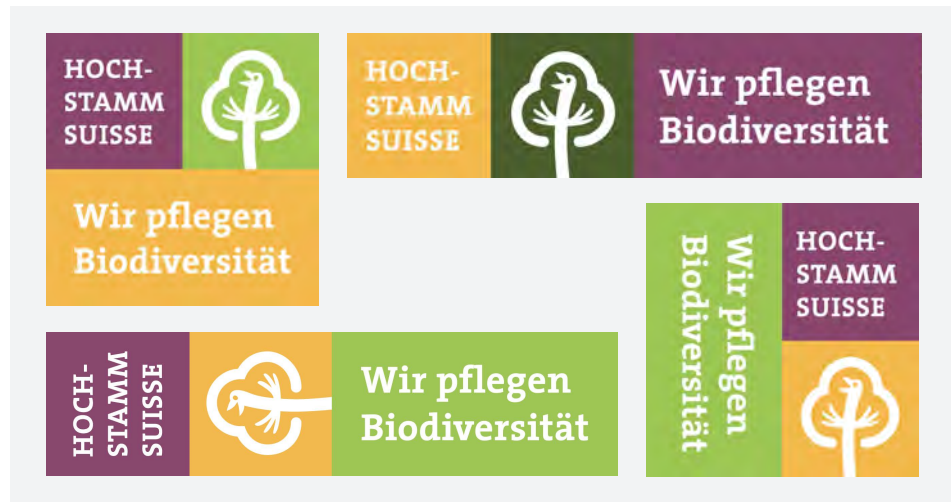 HOCH-
STAMM
SUISSE
Wir pflegen
Biodiversität
HOCH-
STAMM
SUISSE
Wir pflegen
Biodiversität
HOCH-
STAMM
SUISSE
Wir pflegen
Biodiversität
Wir pflegen
Biodiversität
HOCH-
STAMM
SUISSE